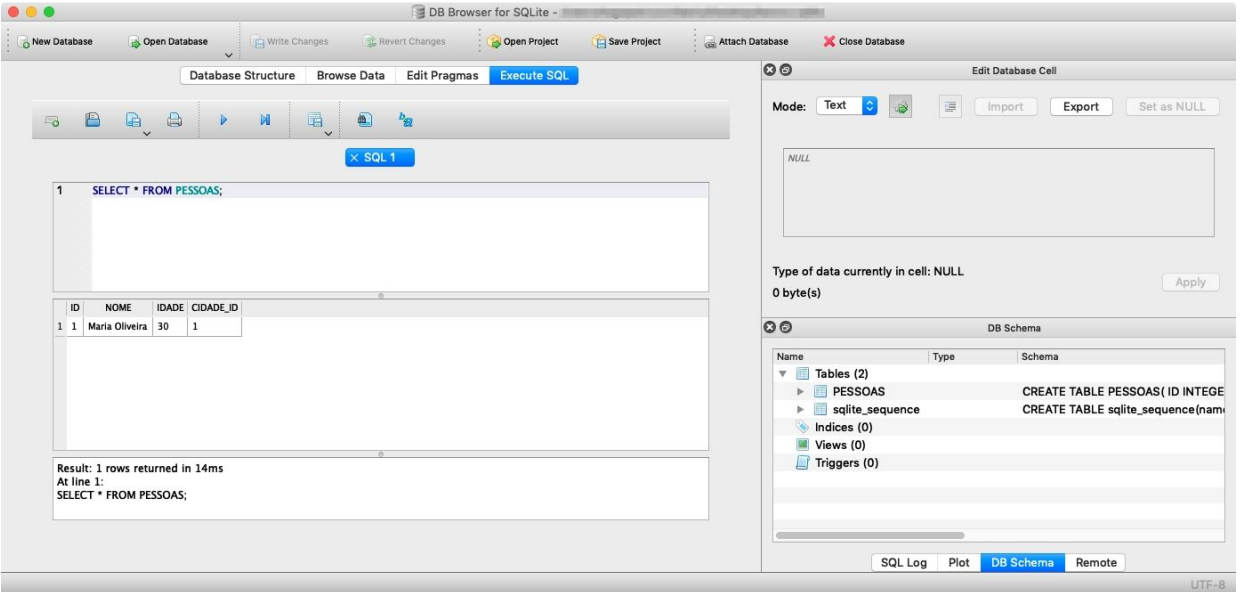 DB Browser for SQLite -
New Database Open Database Write Changes Revert Changes Open Project Save Project Attach Database Close Database
Database Structure Browse Data Edit Pragmas Execute SQL
SQL 1
1 SELECT * FROM PESSOAS;
ID NOME IDADE CIDADE_ID
1 1 Maria Oliveira 30 1
Result: 1 rows returned in 14ms
At line 1:
SELECT * FROM PESSOAS;
Edit Database Cell
Mode: Text Import Export Set as NULL
NULL
Type of data currently in cell: NULL
0 byte(s)
Apply
DB Schema
Name Type Schema
Tables (2)
PESSOAS CREATE TABLE PESSOAS( ID INTEGE
sqlite_sequence CREATE TABLE sqlite_sequence(nam
Indices (0)
Views (0)
Triggers (0)
SQL Log Plot DB Schema Remote
UTF-8